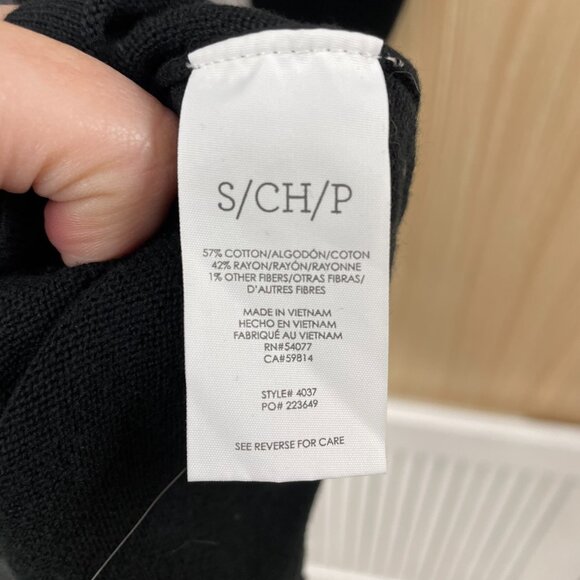 S/CH/P
57% COTTON/ALGODÓN/COTON
42% RAYON/RAYÓN/RAYONNE
1% OTHER FIBERS/OTRAS FIBRAS/
D'AUTRES FIBRES
MADE IN VIETNAM
HECHO EN VIETNAM
FABRIQUÉ AU VIETNAM
RN#54077
CA#59814
STYLE# 4037
PO# 223649
SEE REVERSE FOR CARE